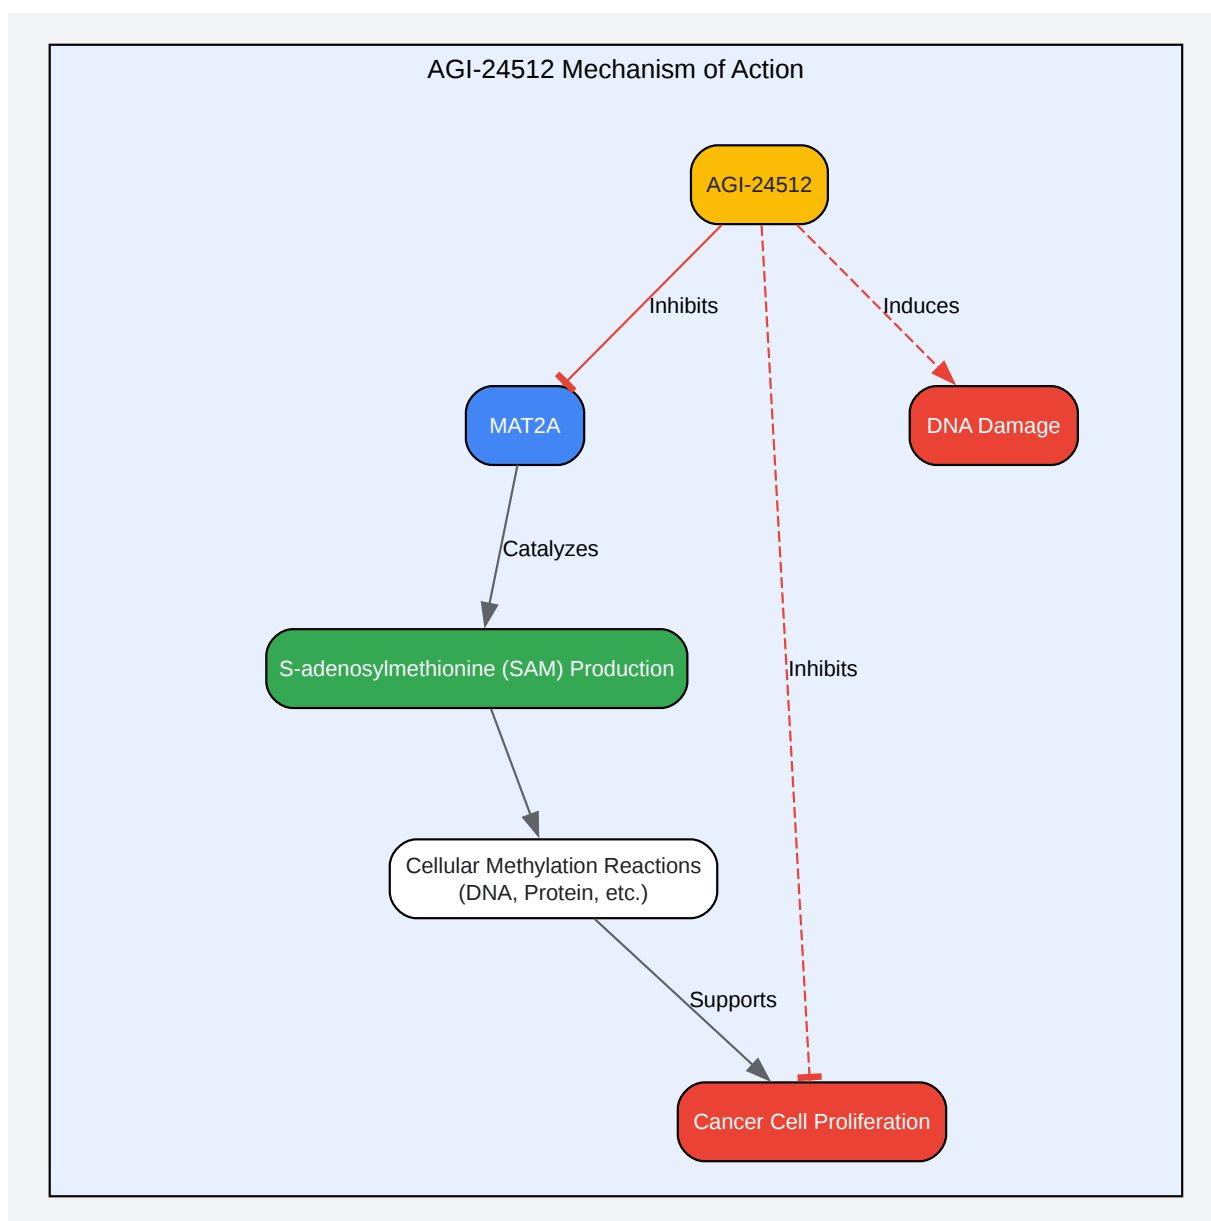 AGI-24512 Mechanism of Action
AGI-24512
Inhibits
Induces
MAT2A
DNA Damage
Catalyzes
S-adenosylmethionine (SAM) Production
Inhibits
Cellular Methylation Reactions
(DNA, Protein, etc.)
Supports
Cancer Cell Proliferation